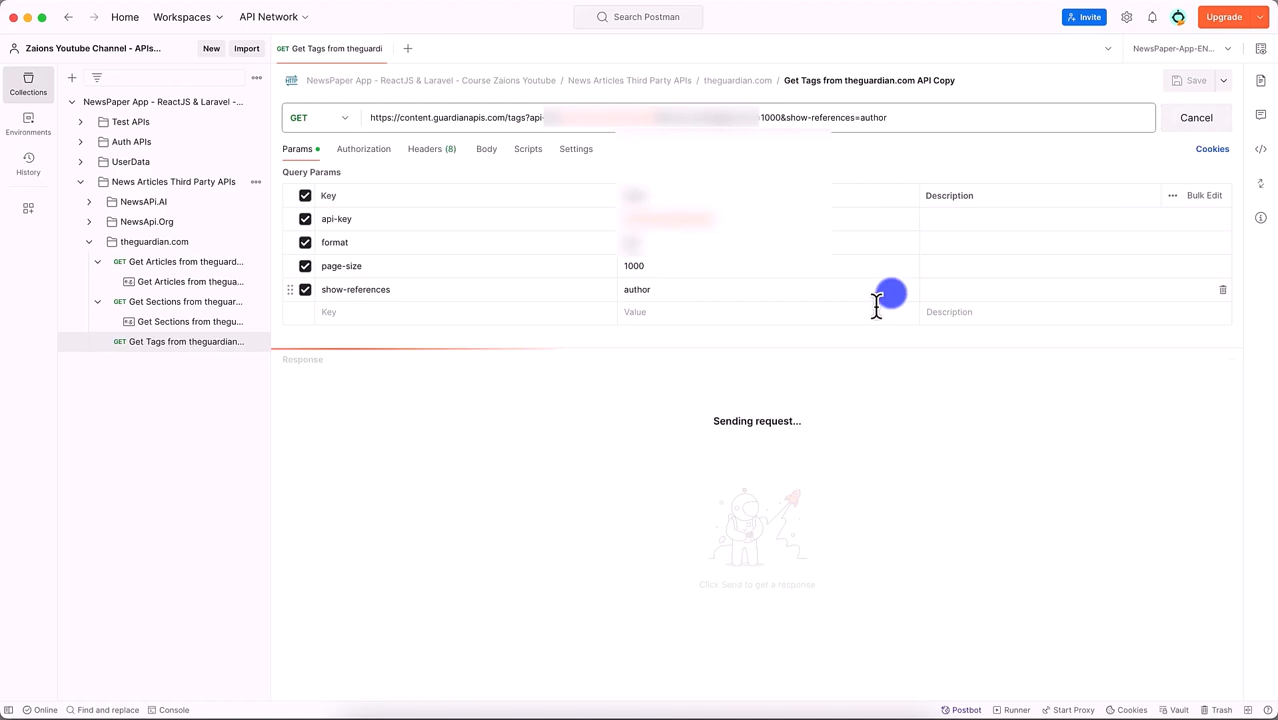 Home Workspaces API Network Search Postman Invite Upgrade
Zaions Youtube Channel - APIs... New Import GET Get Tags from theguardi NewsPaper-App-EN...
Collections
Environments
History
NewsPaper App - ReactJS & Laravel -...
Test APIs
Auth APIs
UserData
News Articles Third Party APIs
NewsAPI.AI
NewsApi.Org
theguardian.com
GET Get Articles from theguard...
Get Articles from thegua...
GET Get Sections from theguar...
Get Sections from thegu...
GET Get Tags from theguardian...
HTTP NewsPaper App - ReactJS & Laravel - Course Zaions Youtube / News Articles Third Party APIs / theguardian.com / Get Tags from theguardian.com API Copy Save
GET https://content.guardianapis.com/tags?api- 1000&show-references=author Cancel
Params Authorization Headers (8) Body Scripts Settings Cookies
Query Params
Key Description Bulk Edit
api-key
format
page-size 1000
show-references author
Key Value Description
Response
Sending request...
Click Send to get a response
Online Find and replace Console Postbot Runner Start Proxy Cookies Vault Trash